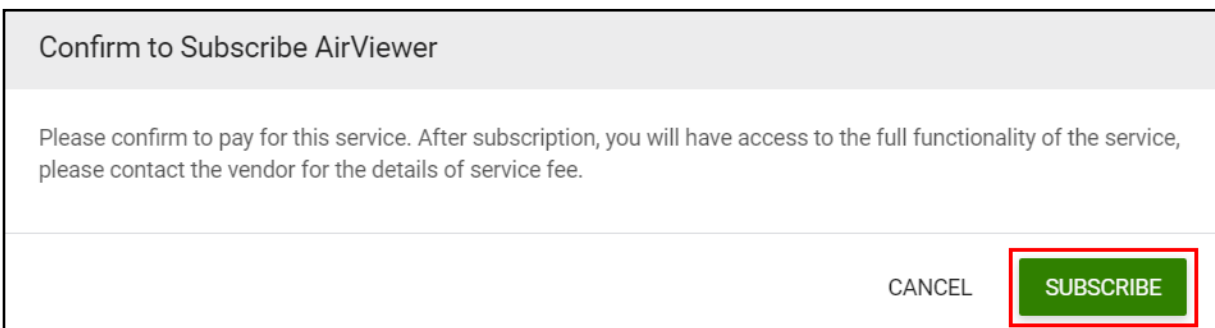 Confirm to Subscribe AirViewer
Please confirm to pay for this service. After subscription, you will have access to the full functionality of the service,
please contact the vendor for the details of service fee.
CANCEL SUBSCRIBE